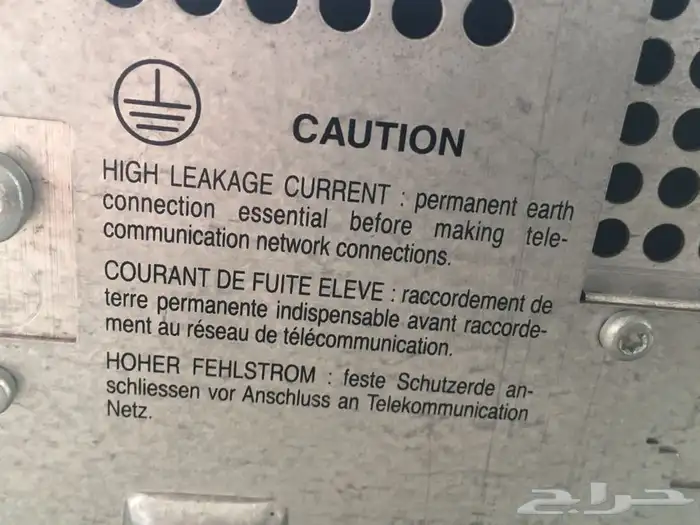 CAUTION
HIGH LEAKAGE CURRENT : permanent earth
connection essential before making tele-
communication network connections.
COURANT DE FUITE ELEVE : raccordement de
terre permanente indispensable avant raccorde-
ment au réseau de télécommunication.
HOHER FEHLSTROM : feste Schutzerde an-
schliessen vor Anschluss an Telekommunication
Netz.
حراج